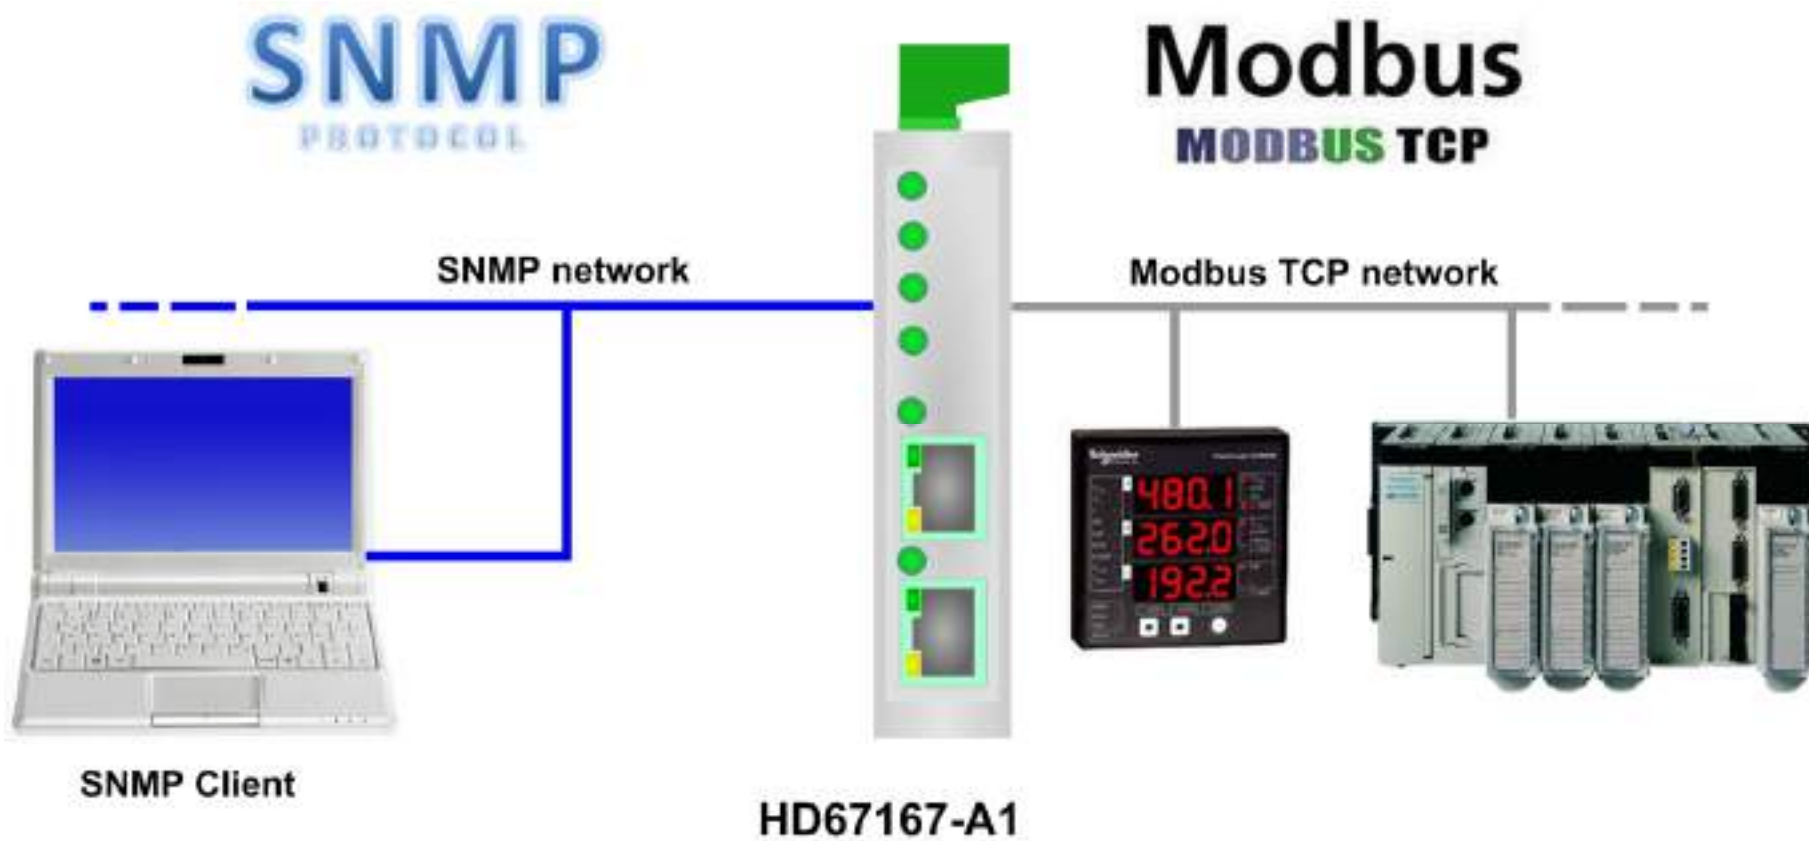 SNMP
PROTOCOL
Modbus
MODBUS TCP
SNMP network
Modbus TCP network
Schneider
480.1
262.0
192.2
SNMP Client
HD67167-A1